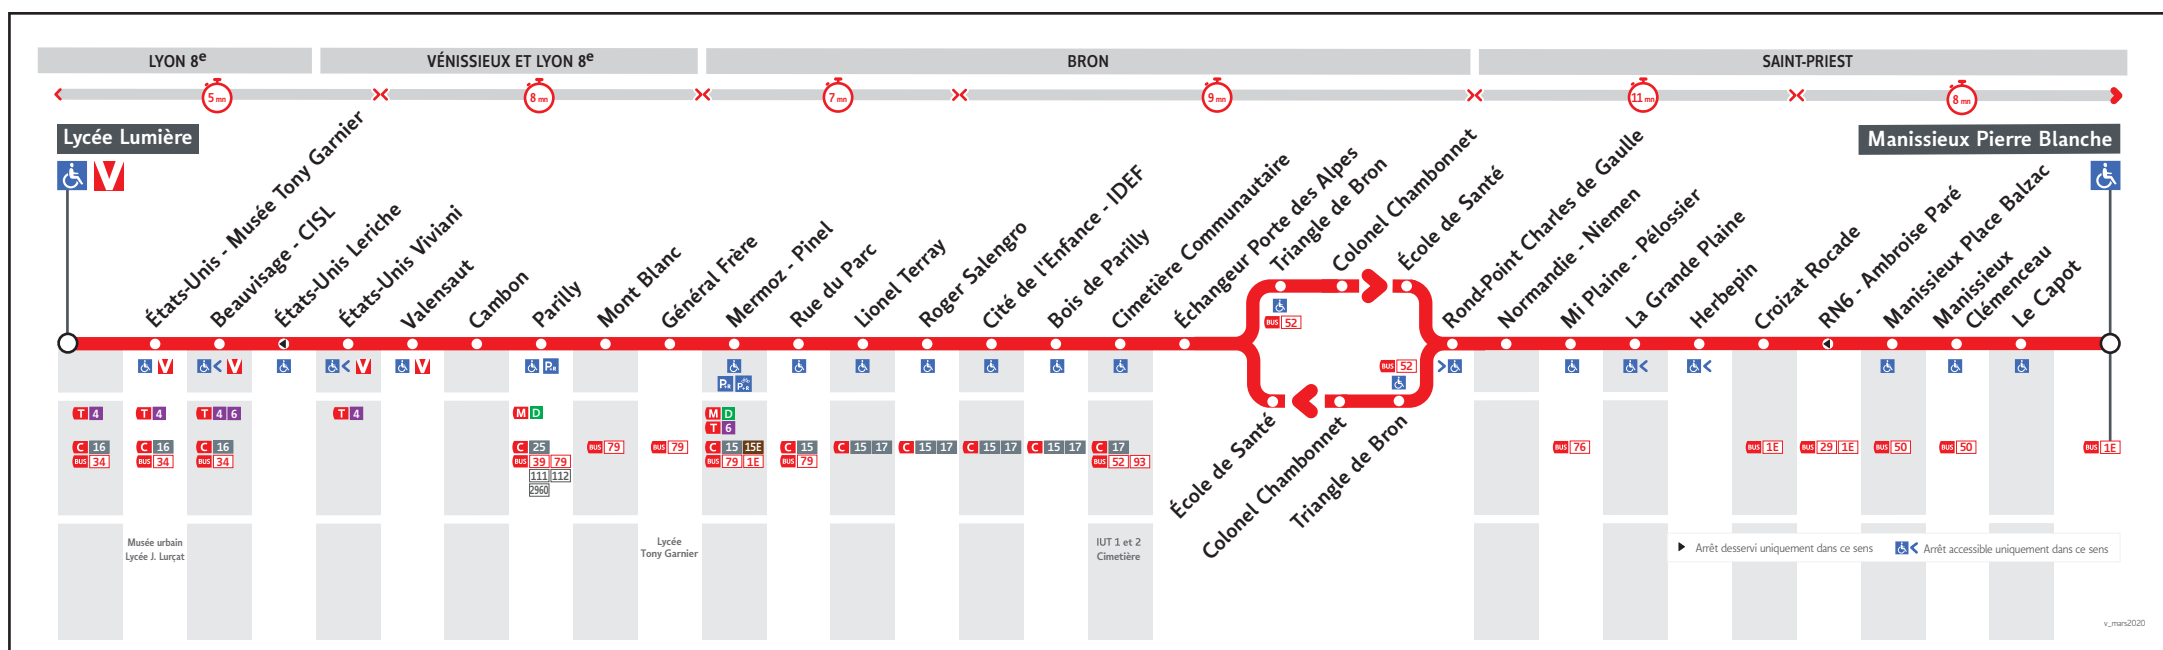 LYON 8e
VÉNISSIEUX ET LYON 8e
BRON
SAINT-PRIEST
5 mn
8 mn
7 mn
9 mn
11 mn
8 mn
Lycée Lumière
Manissieux Pierre Blanche
V
États-Unis - Musée Tony Garnier
Beauvisage - CISL
États-Unis Leriche
États-Unis Viviani
Valensaut
Cambon
Parilly
Mont Blanc
Général Frère
Mermoz - Pinel
Rue du Parc
Lionel Terray
Roger Salengro
Cité de l'Enfance - IDEF
Bois de Parilly
Cimetière Communautaire
Échangeur Porte des Alpes
Triangle de Bron
Colonel Chambonnet
École de Santé
Rond-Point Charles de Gaulle
Normandie - Niemen
Mi Plaine - Pélossier
La Grande Plaine
Herbepin
Croizat Rocade
RN6 - Ambroise Paré
Manissieux Place Balzac
Manissieux
Clémenceau
Le Capot
BUS 52
BUS 52
École de Santé
Colonel Chambonnet
Triangle de Bron
V
V
V
V
P+R
P+R P+R
T 4
T 4
T 4 6
T 4
M D
M D
T 6
C 16
BUS 34
C 16
BUS 34
C 16
BUS 34
C 25
BUS 39 79
111 112
2960
BUS 79
BUS 79
C 15 15E
BUS 79 1E
C 15
BUS 79
C 15 17
C 15 17
C 15 17
C 15 17
C 17
BUS 52 93
BUS 76
BUS 1E
BUS 29 1E
BUS 50
BUS 50
BUS 1E
Musée urbain
Lycée J. Lurçat
Lycée
Tony Garnier
IUT 1 et 2
Cimetière
Arrêt desservi uniquement dans ce sens
Arrêt accessible uniquement dans ce sens
v_mars2020